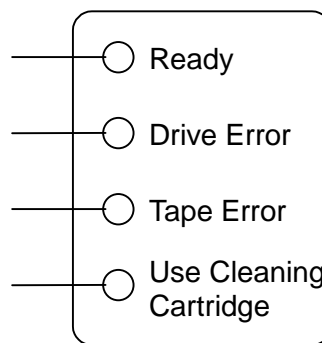 Ready
Drive Error
Tape Error
Use Cleaning
Cartridge